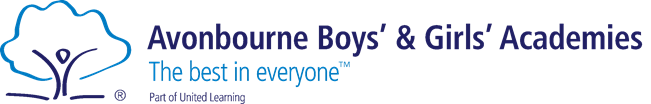 Avonbourne Boys' & Girls' Academies
The best in everyone™
Part of United Learning
®